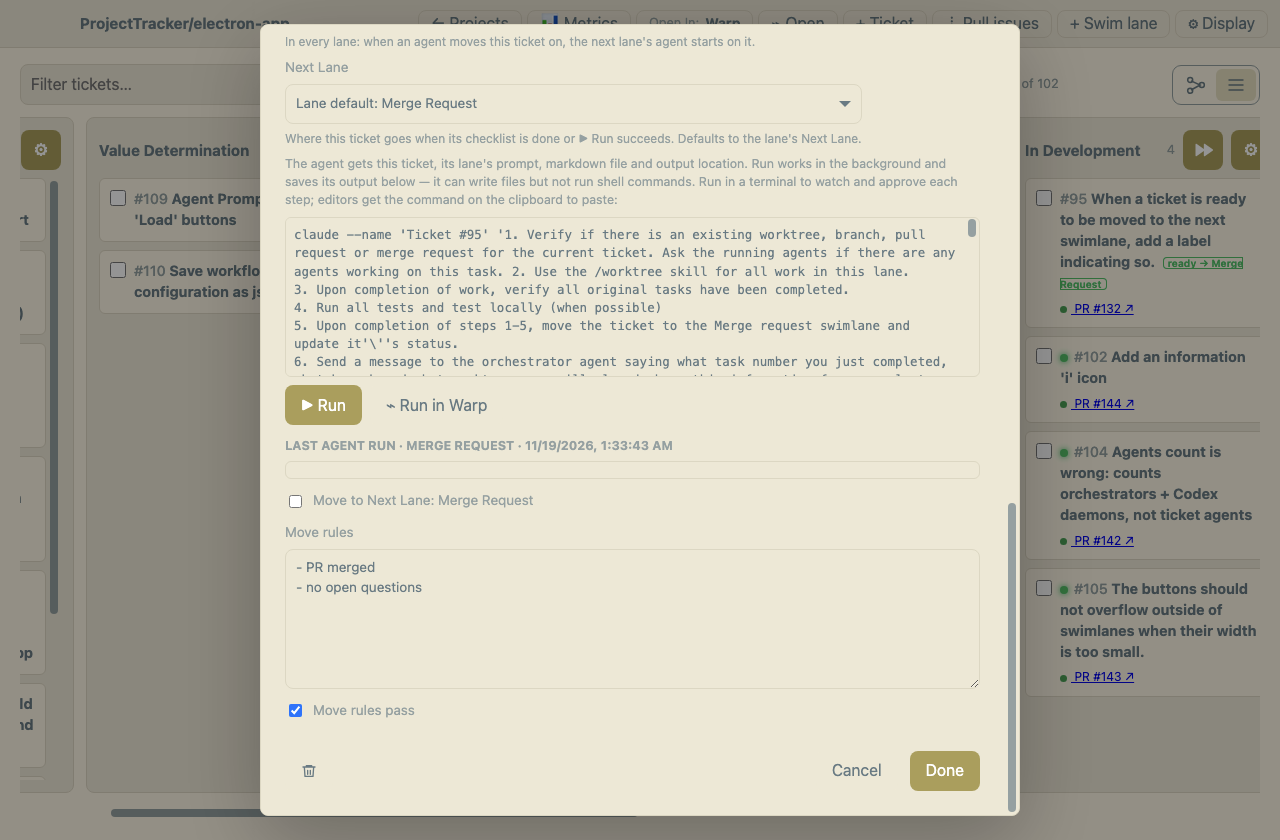 ProjectTracker/electron-app
← Projects
Metrics
Open In: Warp
Open
+ Ticket
Pull issues
+ Swim lane
Display
Filter tickets...
of 102
Value Determination
#109 Agent Prom
'Load' buttons
#110 Save workflo
configuration as js
In every lane: when an agent moves this ticket on, the next lane's agent starts on it.
Next Lane
Lane default: Merge Request
Where this ticket goes when its checklist is done or ▶ Run succeeds. Defaults to the lane's Next Lane.
The agent gets this ticket, its lane's prompt, markdown file and output location. Run works in the background and
saves its output below — it can write files but not run shell commands. Run in a terminal to watch and approve each
step; editors get the command on the clipboard to paste:
claude --name 'Ticket #95' '1. Verify if there is an existing worktree, branch, pull
request or merge request for the current ticket. Ask the running agents if there are any
agents working on this task. 2. Use the /worktree skill for all work in this lane.
3. Upon completion of work, verify all original tasks have been completed.
4. Run all tests and test locally (when possible)
5. Upon completion of steps 1-5, move the ticket to the Merge request swimlane and
update it'\''s status.
6. Send a message to the orchestrator agent saying what task number you just completed,
▶ Run
Run in Warp
LAST AGENT RUN · MERGE REQUEST · 11/19/2026, 1:33:43 AM
Move to Next Lane: Merge Request
Move rules
- PR merged
- no open questions
Move rules pass
Cancel
Done
In Development
4
#95 When a ticket is ready
to be moved to the next
swimlane, add a label
indicating so. ready → Merge
Request
PR #132 ↗
#102 Add an information
'i' icon
PR #144 ↗
#104 Agents count is
wrong: counts
orchestrators + Codex
daemons, not ticket agents
PR #142 ↗
#105 The buttons should
not overflow outside of
swimlanes when their width
is too small.
PR #143 ↗